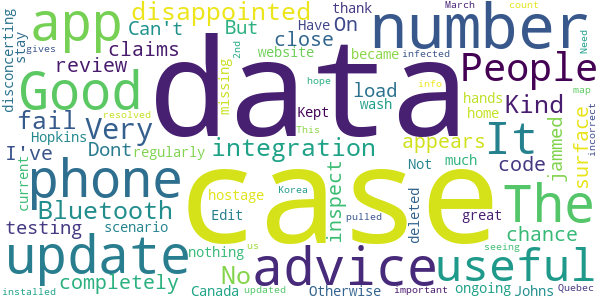 disconcerting
stay
app
disappointed
thank
March
count
Can't
But
On
Have
number
claims
close
website
became
infected
2nd
gives
review
missing
data
People
Good
load
info
Need
map
hope
wash
hands
Kind
fail
Very
Kept
home
resolved
This
Hopkins
appears
It
surface
incorrect
I've
Dont
regularly
integration
Not
much
code
jammed
current
phone
hostage
inspect
case
great
The
Bluetooth
Edit
Korea
pulled
deleted
chance
testing
scenario
us
seeing
update
nothing
No
advice
useful
completely
Canada
Otherwise
important
ongoing
Johns
Quebec
installed
updated